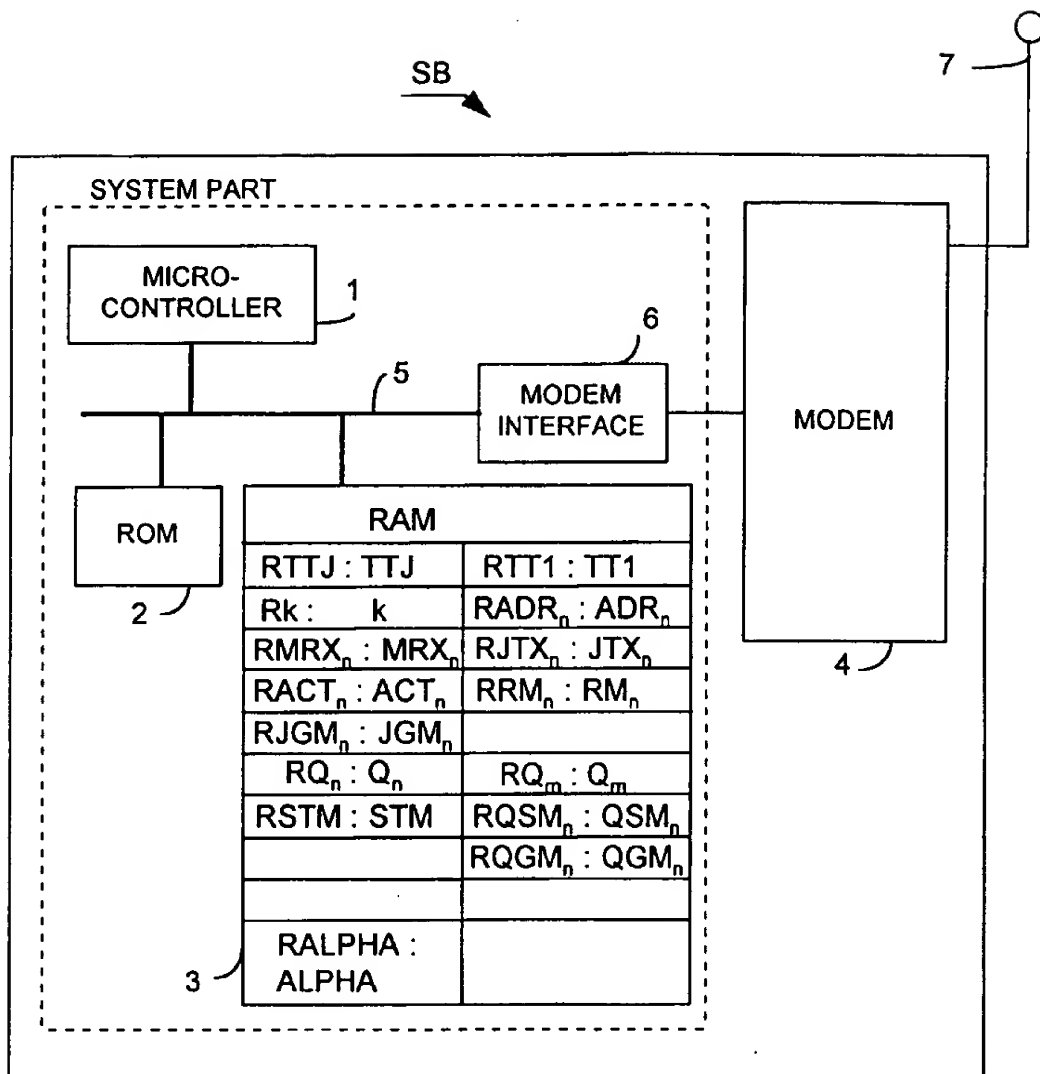 7
SB
SYSTEM PART
MICRO-
CONTROLLER
1
5
6
MODEM
INTERFACE
MODEM
4
ROM
2
RAM
RTTJ : TTJ RTT1 : TT1
Rk : k RADRₙ : ADRₙ
RMRXₙ : MRXₙ RJTXₙ : JTXₙ
RACTₙ : ACTₙ RRMₙ : RMₙ
RJGMₙ : JGMₙ
RQₙ : Qₙ RQₘ : Qₘ
RSTM : STM RQSMₙ : QSMₙ
RQGMₙ : QGMₙ
RALPHA :
ALPHA
3